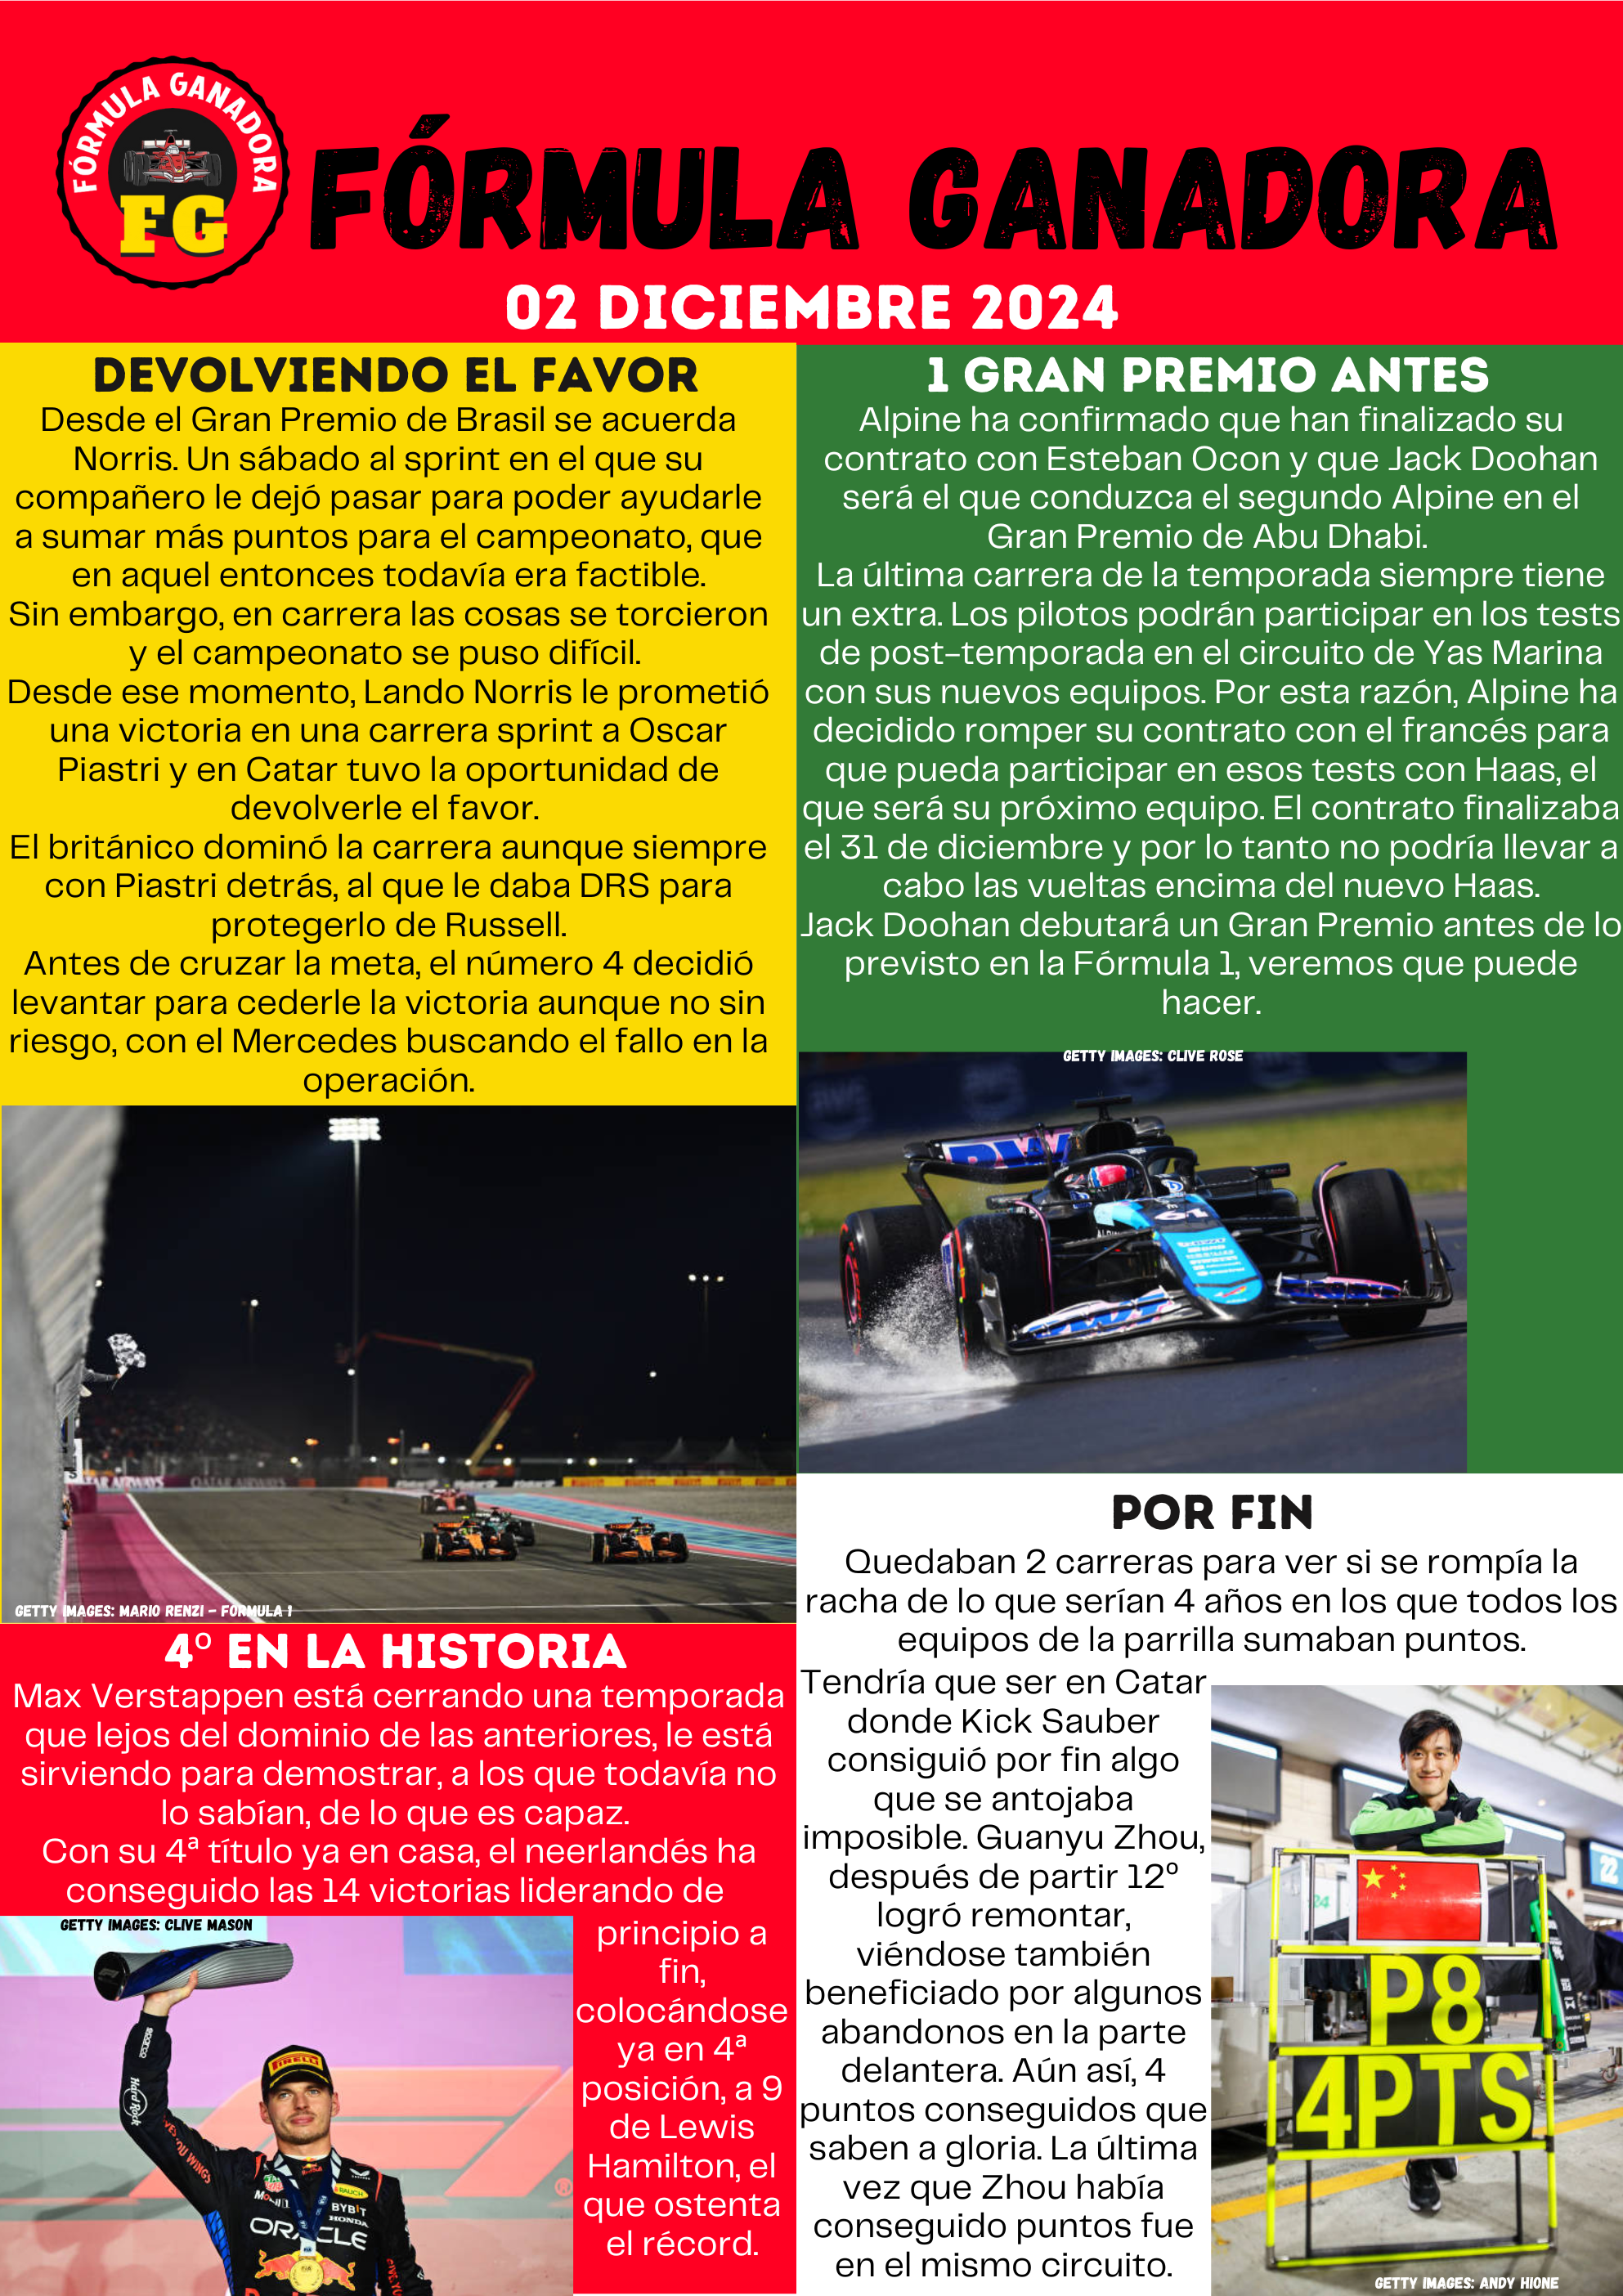 FÓRMULA GANADORA
FG
FÓRMULA GANADORA
02 DICIEMBRE 2024
DEVOLVIENDO EL FAVOR
Desde el Gran Premio de Brasil se acuerda
Norris. Un sábado al sprint en el que su
compañero le dejó pasar para poder ayudarle
a sumar más puntos para el campeonato, que
en aquel entonces todavía era factible.
Sin embargo, en carrera las cosas se torcieron
y el campeonato se puso difícil.
Desde ese momento, Lando Norris le prometió
una victoria en una carrera sprint a Oscar
Piastri y en Catar tuvo la oportunidad de
devolverle el favor.
El británico dominó la carrera aunque siempre
con Piastri detrás, al que le daba DRS para
protegerlo de Russell.
Antes de cruzar la meta, el número 4 decidió
levantar para cederle la victoria aunque no sin
riesgo, con el Mercedes buscando el fallo en la
operación.
QATAR AIRWAYS
GETTY IMAGES: MARIO RENZI - FORMULA 1
4º EN LA HISTORIA
Max Verstappen está cerrando una temporada
que lejos del dominio de las anteriores, le está
sirviendo para demostrar, a los que todavía no
lo sabían, de lo que es capaz.
Con su 4ª título ya en casa, el neerlandés ha
conseguido las 14 victorias liderando de
principio a
fin,
colocándose
ya en 4ª
posición, a 9
de Lewis
Hamilton, el
que ostenta
el récord.
GETTY IMAGES: CLIVE MASON
PIRELLI
sparco
Hard Rock
YOU WINGS
Mobil 1
RAUCH
BYBIT
HONDA
ORACLE
1 GRAN PREMIO ANTES
Alpine ha confirmado que han finalizado su
contrato con Esteban Ocon y que Jack Doohan
será el que conduzca el segundo Alpine en el
Gran Premio de Abu Dhabi.
La última carrera de la temporada siempre tiene
un extra. Los pilotos podrán participar en los tests
de post-temporada en el circuito de Yas Marina
con sus nuevos equipos. Por esta razón, Alpine ha
decidido romper su contrato con el francés para
que pueda participar en esos tests con Haas, el
que será su próximo equipo. El contrato finalizaba
el 31 de diciembre y por lo tanto no podría llevar a
cabo las vueltas encima del nuevo Haas.
Jack Doohan debutará un Gran Premio antes de lo
previsto en la Fórmula 1, veremos que puede
hacer.
GETTY IMAGES: CLIVE ROSE
aws
BWT
61
POR FIN
Quedaban 2 carreras para ver si se rompía la
racha de lo que serían 4 años en los que todos los
equipos de la parrilla sumaban puntos.
Tendría que ser en Catar
donde Kick Sauber
consiguió por fin algo
que se antojaba
imposible. Guanyu Zhou,
después de partir 12º
logró remontar,
viéndose también
beneficiado por algunos
abandonos en la parte
delantera. Aún así, 4
puntos conseguidos que
saben a gloria. La última
vez que Zhou había
conseguido puntos fue
en el mismo circuito.
22
24
P8
4PTS
GETTY IMAGES: ANDY HIONE